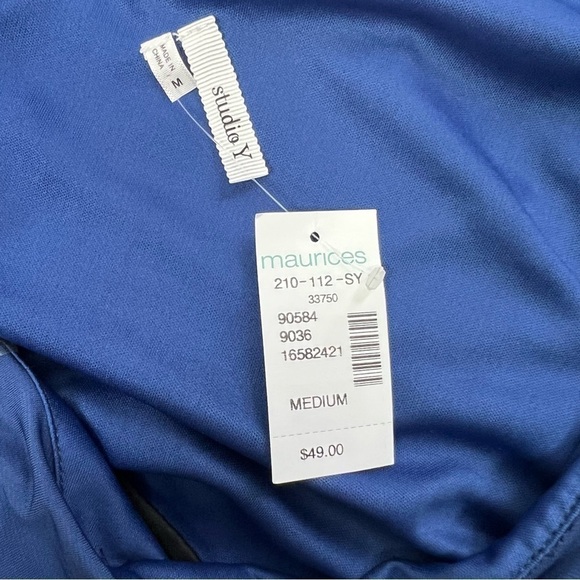 MADE IN
CHINA
M
studio Y
maurices
210-112-SY
33750
90584
9036
16582421
MEDIUM
$49.00